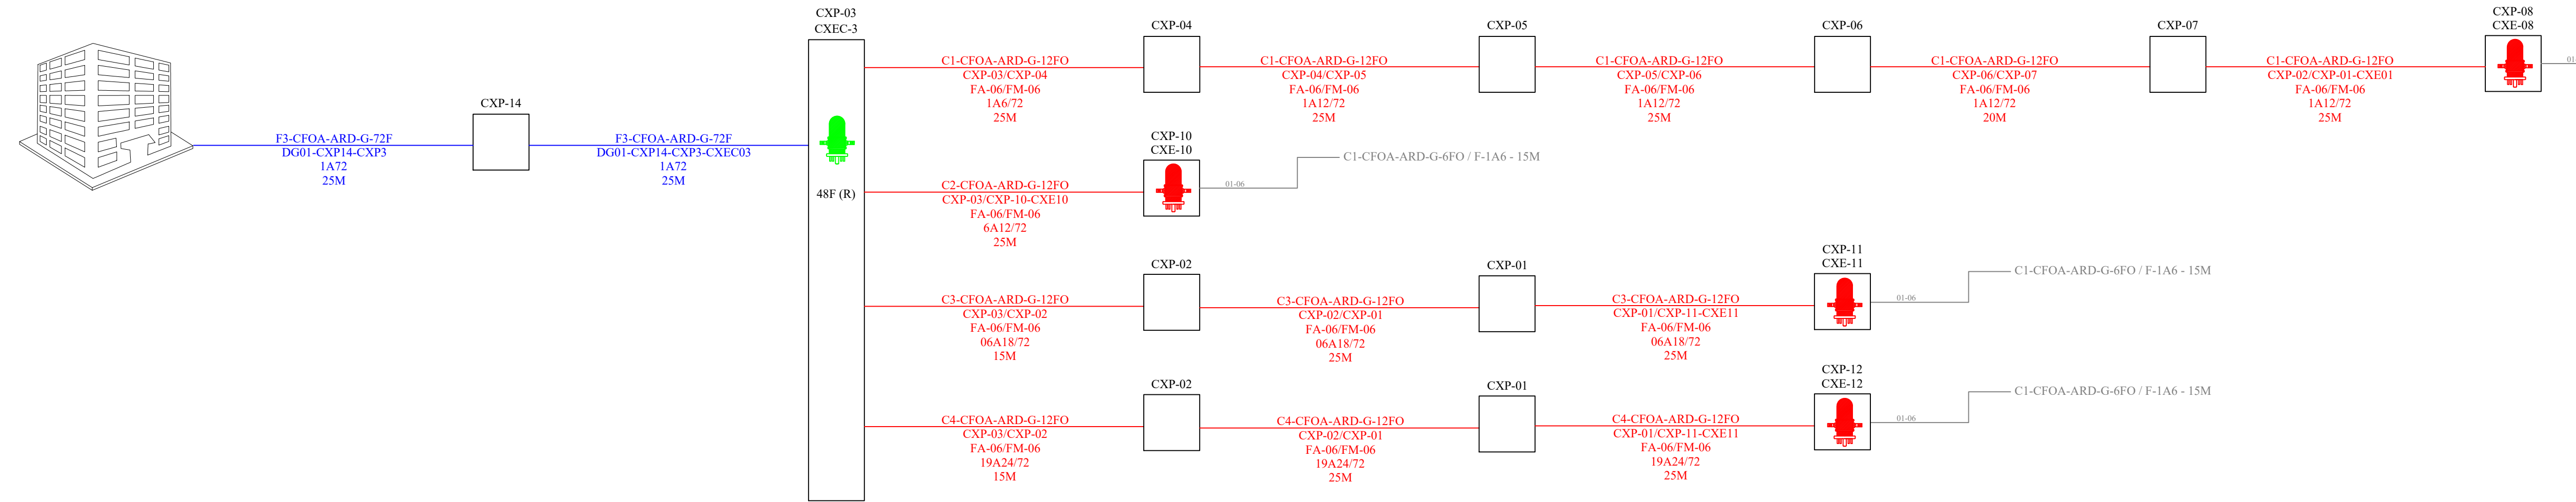 F3-CFOA-ARD-G-72F
DG01-CXP14-CXP3
1A72
25M
CXP-14
F3-CFOA-ARD-G-72F
DG01-CXP14-CXP3-CXEC03
1A72
25M
CXP-03
CXEC-3
48F (R)
C1-CFOA-ARD-G-12FO
CXP-03/CXP-04
FA-06/FM-06
1A6/72
25M
CXP-04
C1-CFOA-ARD-G-12FO
CXP-04/CXP-05
FA-06/FM-06
1A12/72
25M
CXP-05
C1-CFOA-ARD-G-12FO
CXP-05/CXP-06
FA-06/FM-06
1A12/72
25M
CXP-06
C1-CFOA-ARD-G-12FO
CXP-06/CXP-07
FA-06/FM-06
1A12/72
20M
CXP-07
C1-CFOA-ARD-G-12FO
CXP-02/CXP-01-CXE01
FA-06/FM-06
1A12/72
25M
CXP-08
CXE-08
01-
C2-CFOA-ARD-G-12FO
CXP-03/CXP-10-CXE10
FA-06/FM-06
6A12/72
25M
CXP-10
CXE-10
01-06
C1-CFOA-ARD-G-6FO / F-1A6 - 15M
C3-CFOA-ARD-G-12FO
CXP-03/CXP-02
FA-06/FM-06
06A18/72
15M
CXP-02
C3-CFOA-ARD-G-12FO
CXP-02/CXP-01
FA-06/FM-06
06A18/72
25M
CXP-01
C3-CFOA-ARD-G-12FO
CXP-01/CXP-11-CXE11
FA-06/FM-06
06A18/72
25M
CXP-11
CXE-11
01-06
C1-CFOA-ARD-G-6FO / F-1A6 - 15M
C4-CFOA-ARD-G-12FO
CXP-03/CXP-02
FA-06/FM-06
19A24/72
15M
CXP-02
C4-CFOA-ARD-G-12FO
CXP-02/CXP-01
FA-06/FM-06
19A24/72
25M
CXP-01
C4-CFOA-ARD-G-12FO
CXP-01/CXP-11-CXE11
FA-06/FM-06
19A24/72
25M
CXP-12
CXE-12
01-06
C1-CFOA-ARD-G-6FO / F-1A6 - 15M